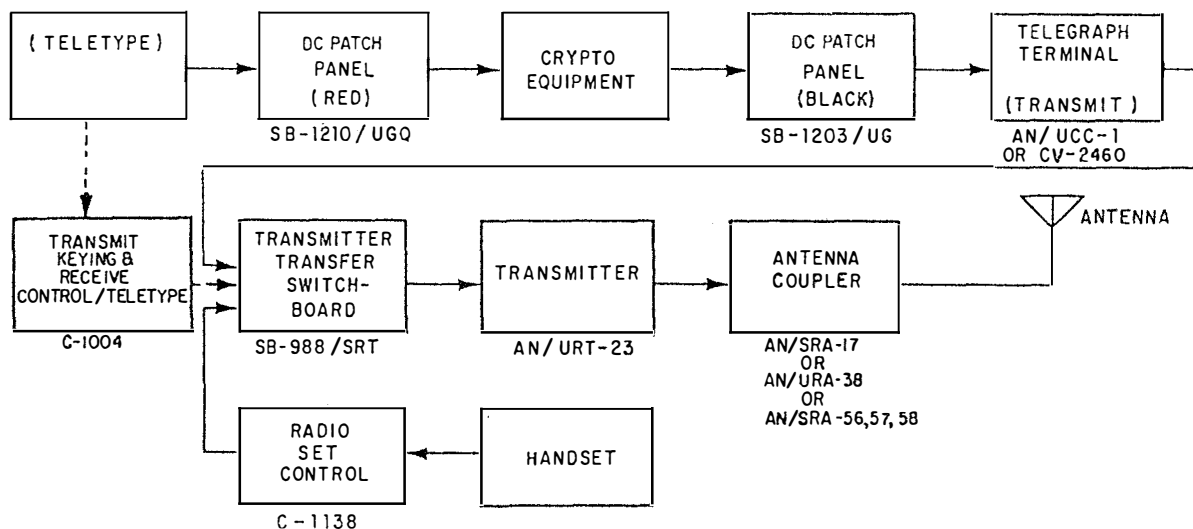 (TELETYPE)
DC PATCH
PANEL
(RED)
SB-1210/UGQ
CRYPTO
EQUIPMENT
DC PATCH
PANEL
(BLACK)
SB-1203/UG
TELEGRAPH
TERMINAL
(TRANSMIT)
AN/UCC-1
OR CV-2460
TRANSMIT
KEYING &
RECEIVE
CONTROL/TELETYPE
C-1004
TRANSMITTER
TRANSFER
SWITCH-
BOARD
SB-988/SRT
TRANSMITTER
AN/URT-23
ANTENNA
COUPLER
AN/SRA-17
OR
AN/URA-38
OR
AN/SRA-56,57,58
ANTENNA
RADIO
SET
CONTROL
C-1138
HANDSET